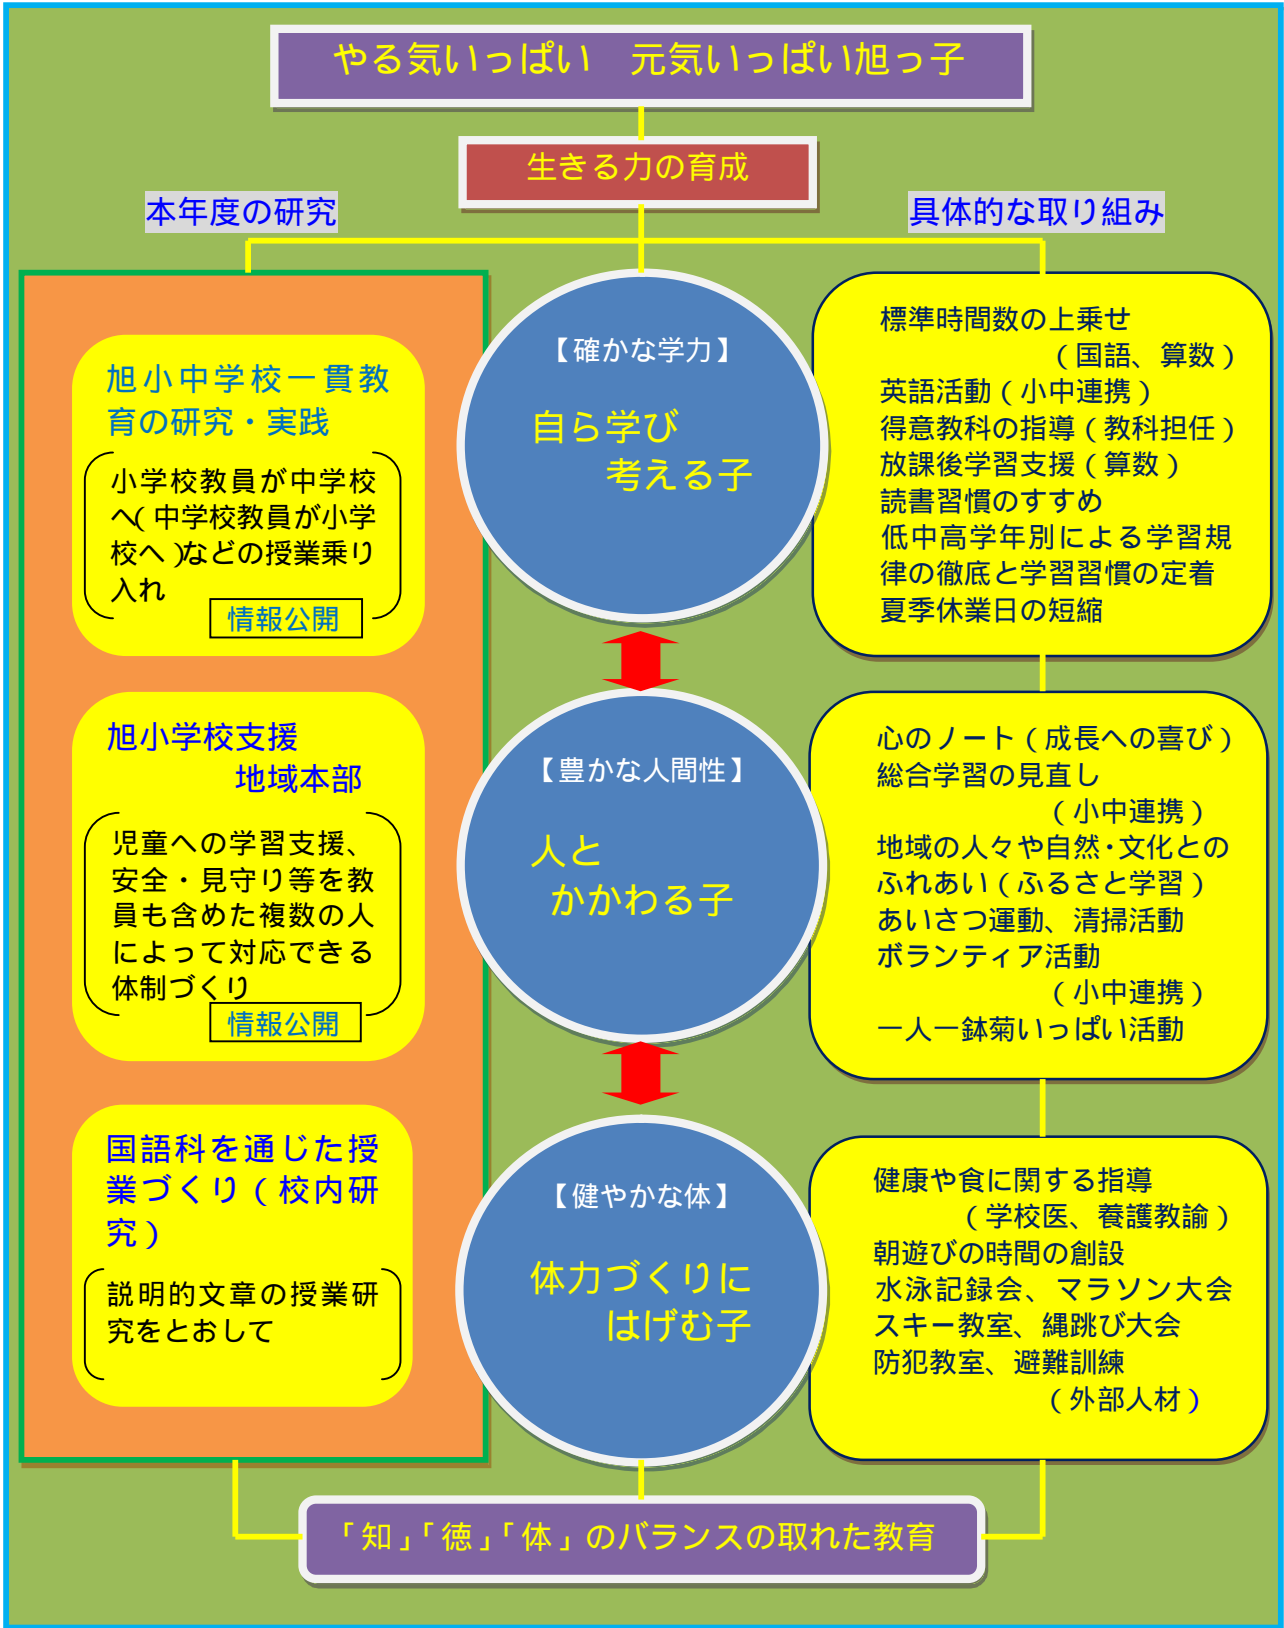 やる気いっぱい　元気いっぱい旭っ子
生きる力の育成
本年度の研究
具体的な取り組み
旭小中学校一貫教
育の研究・実践
小学校教員が中学校
へ(中学校教員が小学
校へ)などの授業乗り
入れ
情報公開
旭小学校支援
地域本部
児童への学習支援、
安全・見守り等を教
員も含めた複数の人
によって対応できる
体制づくり
情報公開
国語科を通じた授
業づくり(校内研
究)
説明的文章の授業研
究をとおして
【確かな学力】
自ら学び
考える子
【豊かな人間性】
人と
かかわる子
【健やかな体】
体力づくりに
はげむ子
標準時間数の上乗せ
(国語、算数)
英語活動(小中連携)
得意教科の指導(教科担任)
放課後学習支援(算数)
読書習慣のすすめ
低中高学年別による学習規
律の徹底と学習習慣の定着
夏季休業日の短縮
心のノート(成長への喜び)
総合学習の見直し
(小中連携)
地域の人々や自然・文化との
ふれあい(ふるさと学習)
あいさつ運動、清掃活動
ボランティア活動
(小中連携)
一人一鉢菊いっぱい活動
健康や食に関する指導
(学校医、養護教諭)
朝遊びの時間の創設
水泳記録会、マラソン大会
スキー教室、縄跳び大会
防犯教室、避難訓練
(外部人材)
「知」「徳」「体」のバランスの取れた教育